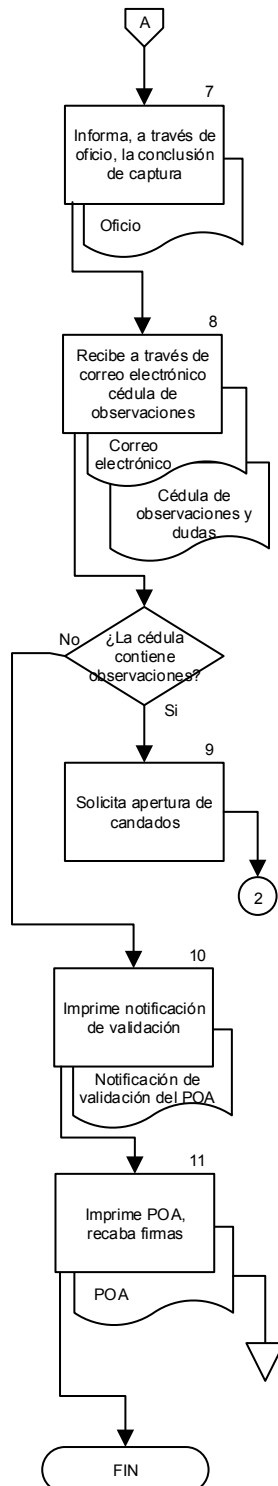 A
7
Informa, a través de
oficio, la conclusión
de captura
Oficio
8
Recibe a través de
correo electrónico
cédula de
observaciones
Correo
electrónico
Cédula de
observaciones y
dudas
¿La cédula
contiene
observaciones?
No
Si
9
Solicita apertura de
candados
2
10
Imprime notificación
de validación
Notificación de
validación del POA
11
Imprime POA,
recaba firmas
POA
FIN